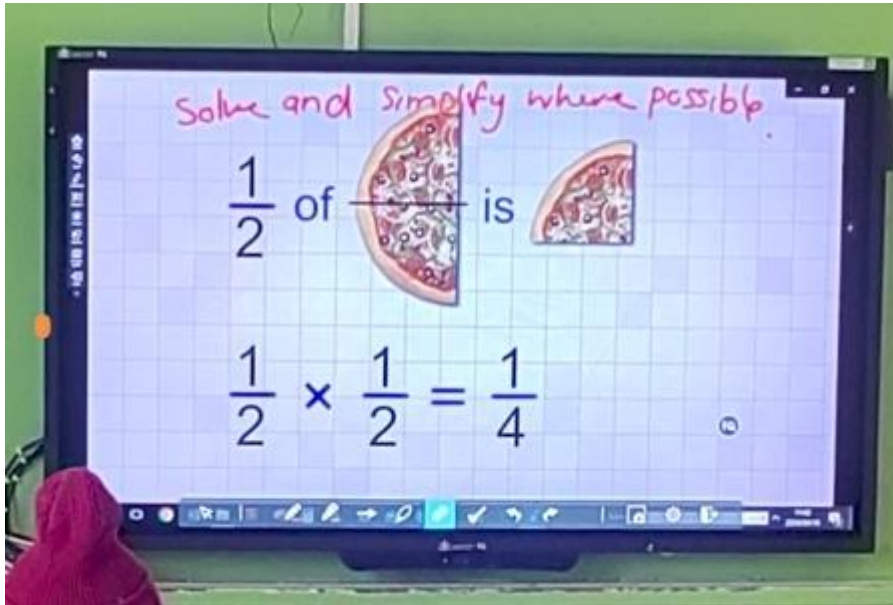 Solve and simplify where possible.
1/2 of is
1/2 × 1/2 = 1/4